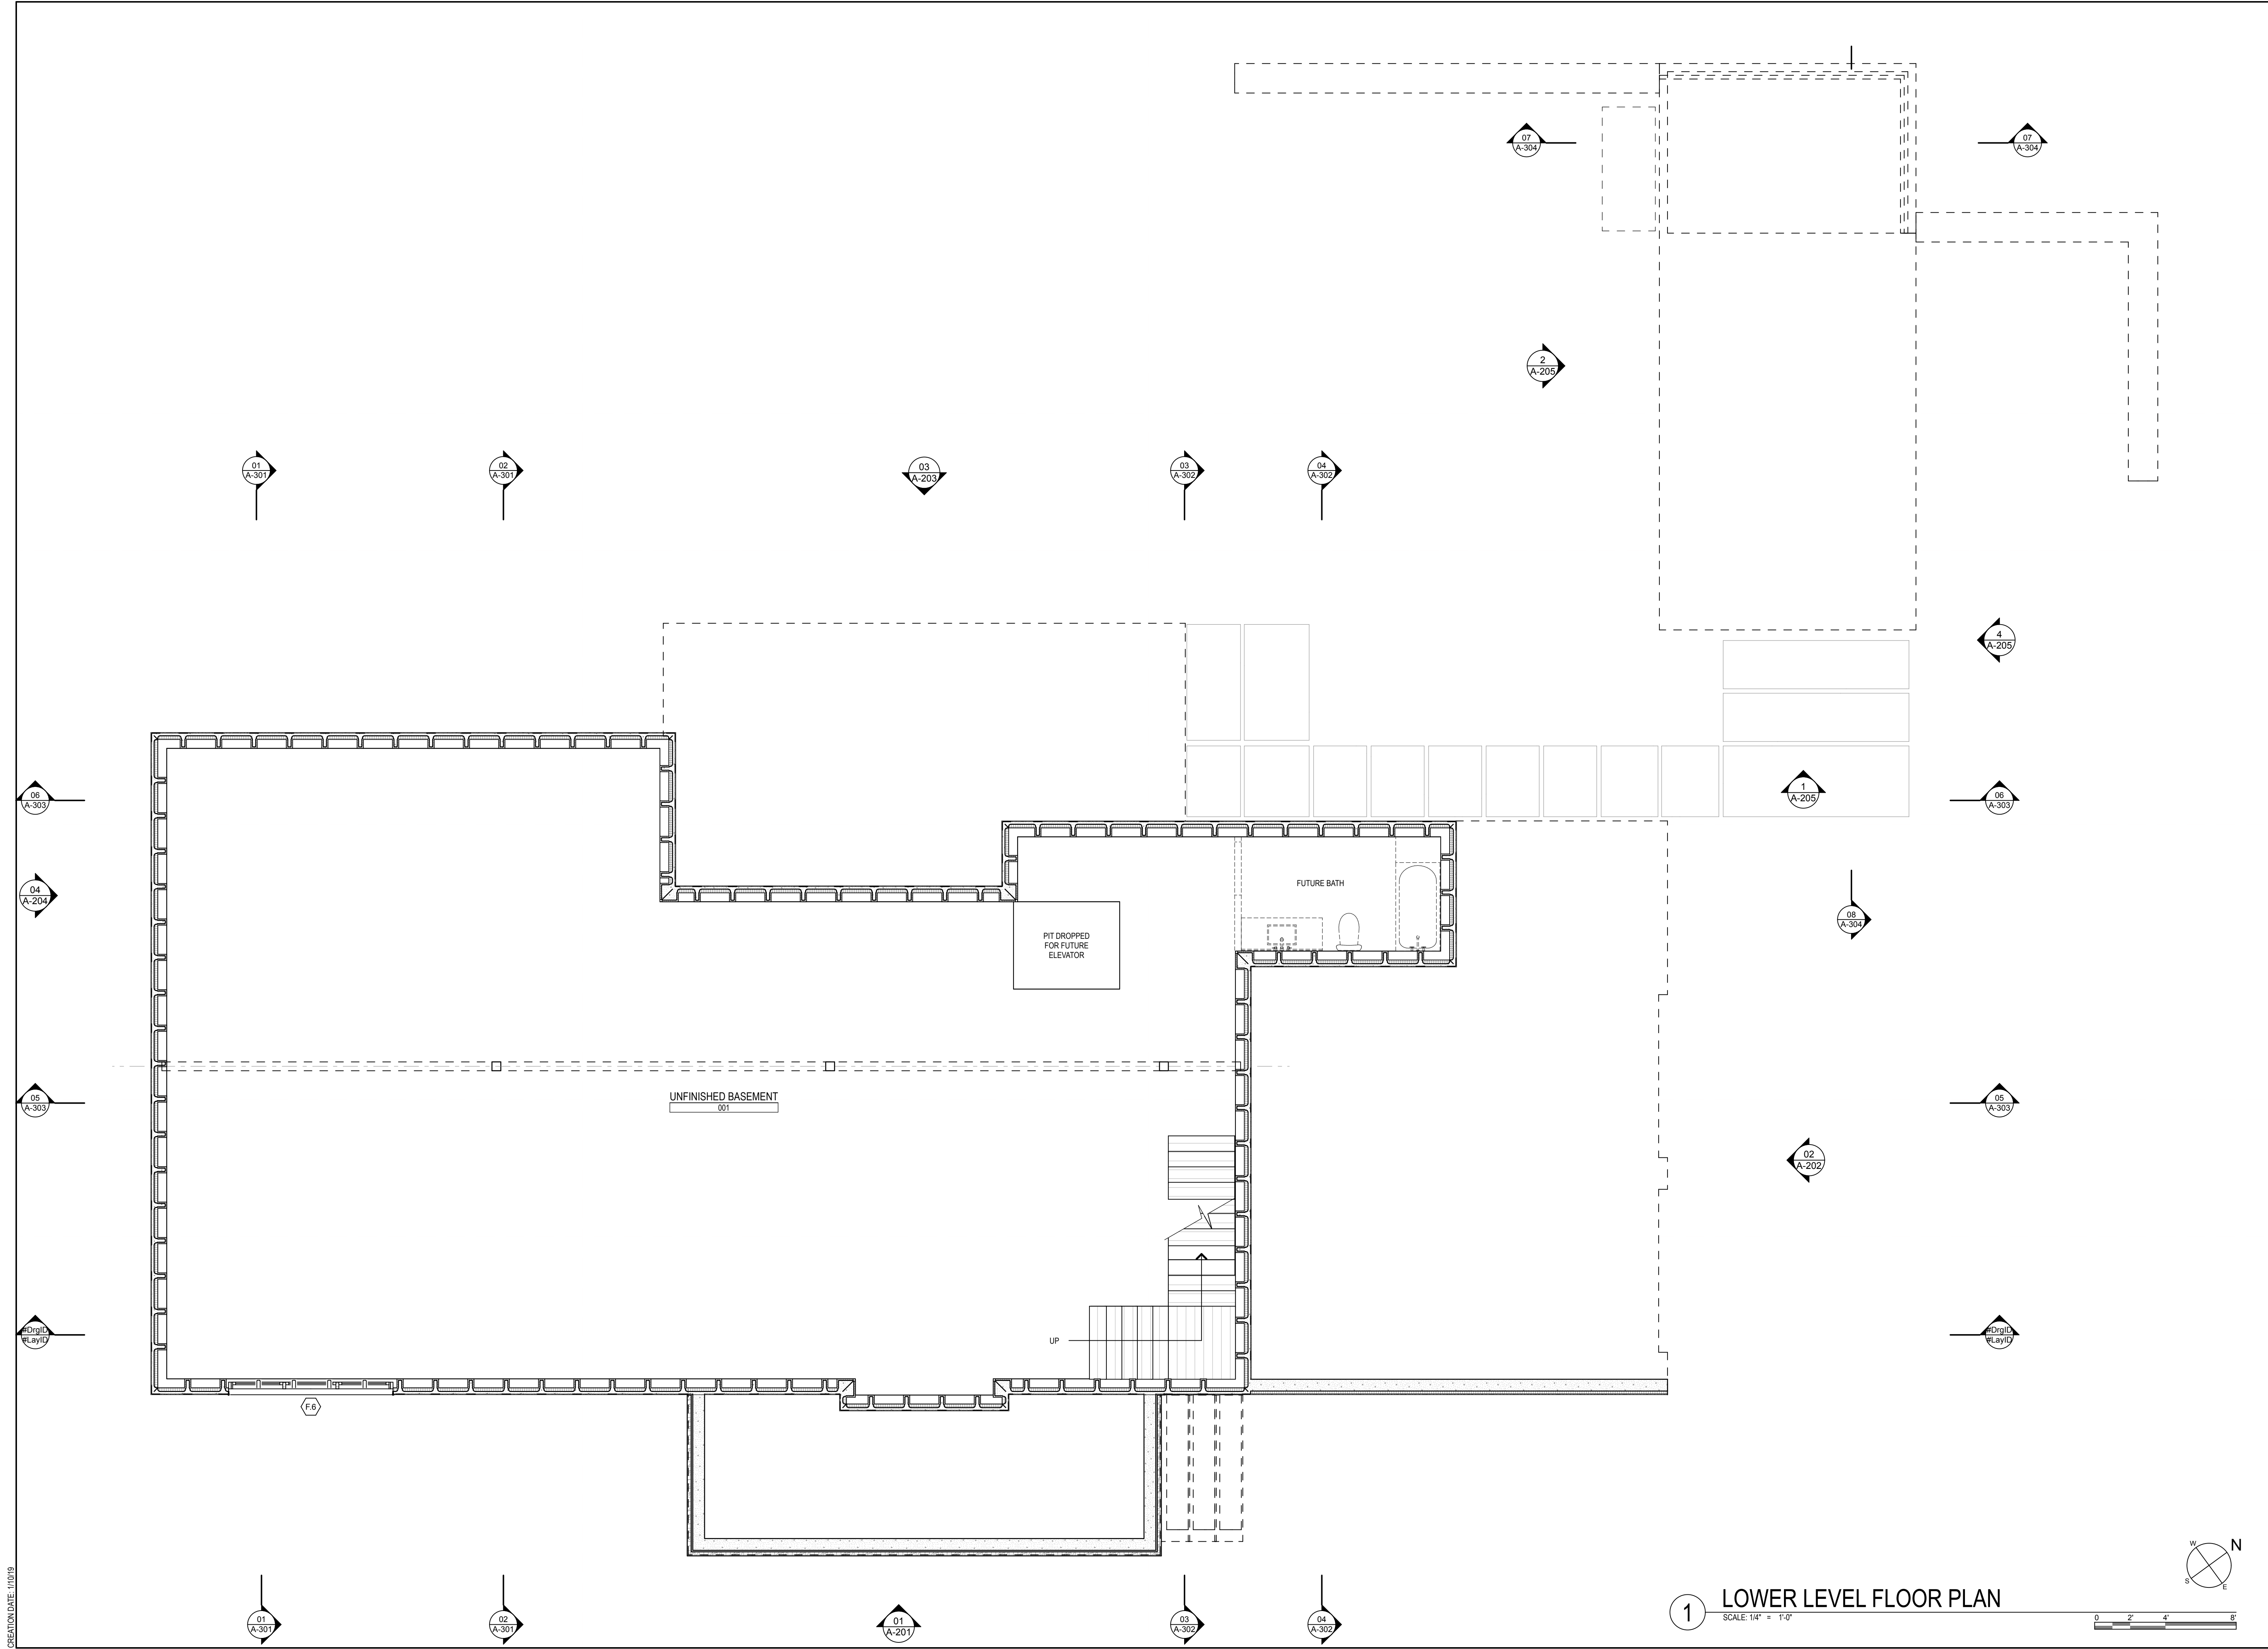 07
A-304
07
A-304
2
A-205
01
A-301
02
A-301
03
A-203
03
A-302
04
A-302
4
A-205
06
A-303
1
A-205
06
A-303
04
A-204
FUTURE BATH
08
A-304
PIT DROPPED
FOR FUTURE
ELEVATOR
UNFINISHED BASEMENT
001
05
A-303
05
A-303
02
A-202
UP
#DrgID
#LayID
#DrgID
#LayID
F.6
01
A-301
02
A-301
01
A-201
03
A-302
04
A-302
1
LOWER LEVEL FLOOR PLAN
SCALE: 1/4" = 1'-0"
W
N
S
E
0 2' 4' 8'
CREATION DATE: 1/10/19